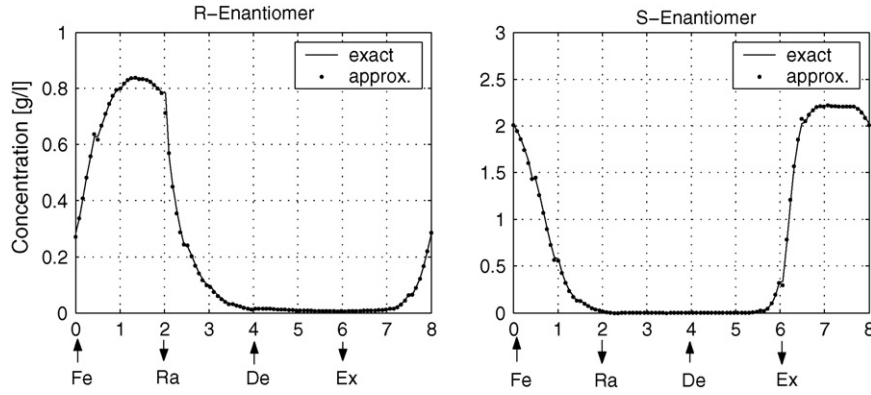 R-Enantiomer
Concentration [g/l]
1
0.8
0.6
0.4
0.2
0
exact
approx.
0 1 2 3 4 5 6 7 8
Fe Ra De Ex
S-Enantiomer
3
2.5
2
1.5
1
0.5
0
exact
approx.
0 1 2 3 4 5 6 7 8
Fe Ra De Ex